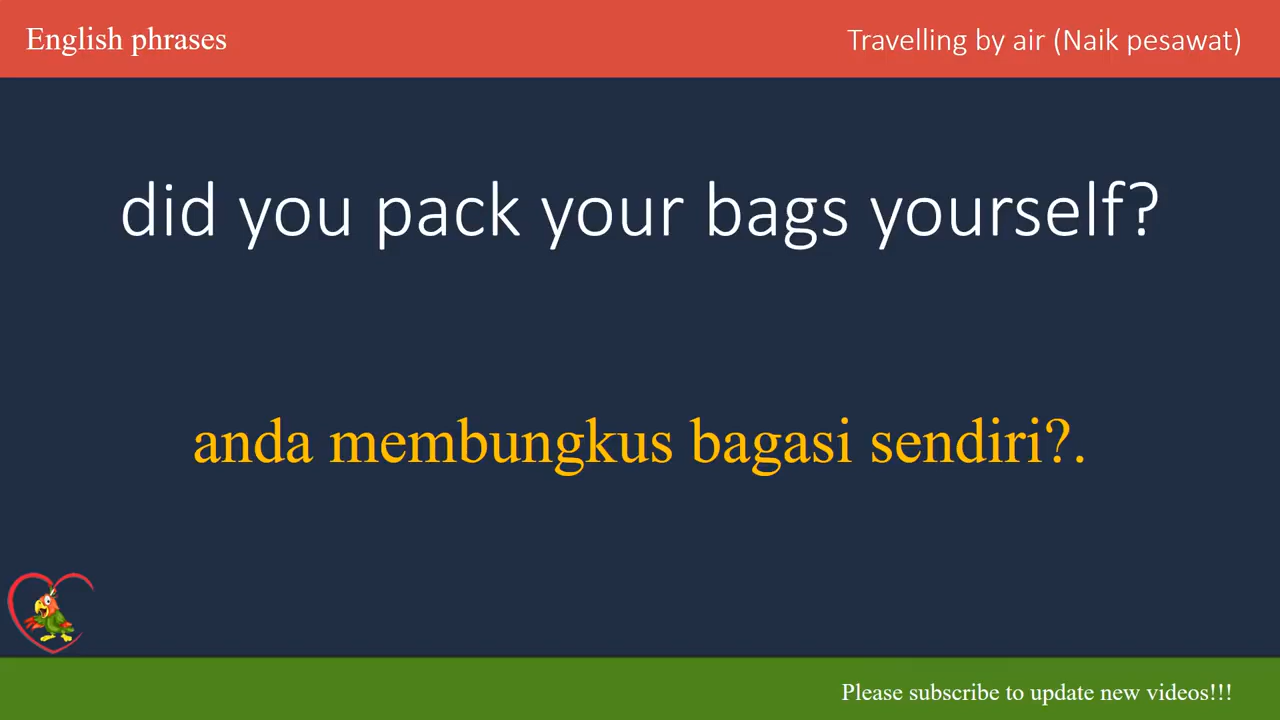 English phrases
Travelling by air (Naik pesawat)
did you pack your bags yourself?
anda membungkus bagasi sendiri?.
Please subscribe to update new videos!!!